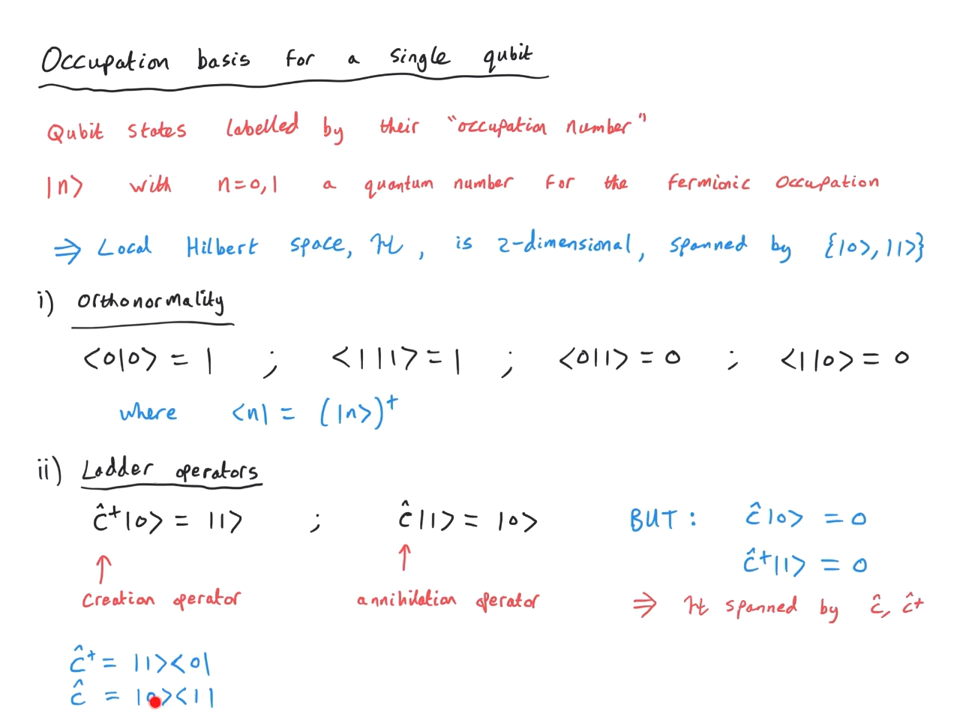 Occupation basis for a single qubit
Qubit states labelled by their "occupation number"
|n> with n=0,1 a quantum number for the fermionic occupation
⇒ Local Hilbert space, ℋ, is 2-dimensional, spanned by {|0>,|1>}
i) Orthonormality
<0|0> = 1 ; <1|1> = 1 ; <0|1> = 0 ; <1|0> = 0
where <n| = (|n>)†
ii) Ladder operators
ĉ†|0> = |1> ; ĉ|1> = |0> BUT: ĉ|0> = 0
ĉ†|1> = 0
↑ ↑
Creation operator annihilation operator ⇒ ℋ spanned by ĉ, ĉ†
ĉ† = |1><0|
ĉ = |0><1|